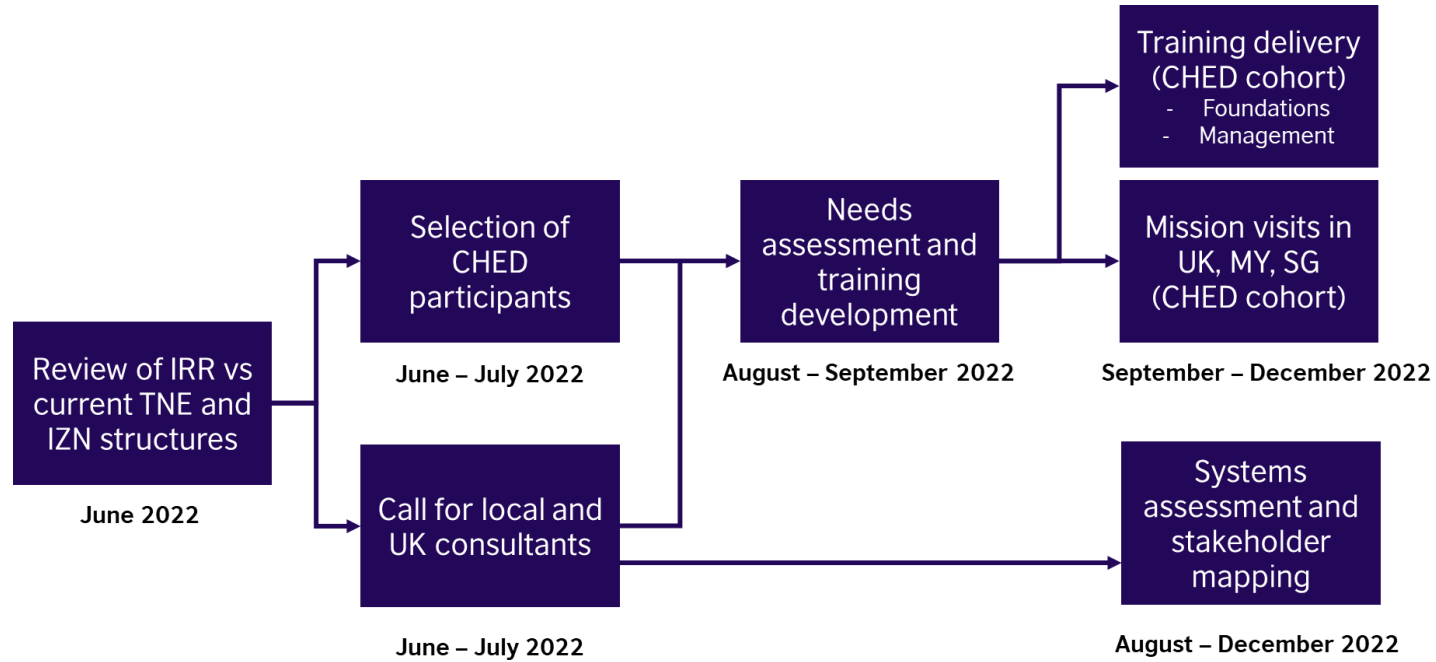 Review of IRR vs
current TNE and
IZN structures
June 2022
Selection of
CHED
participants
June – July 2022
Call for local and
UK consultants
June – July 2022
Needs
assessment and
training
development
August – September 2022
Training delivery
(CHED cohort)
- Foundations
- Management
Mission visits in
UK, MY, SG
(CHED cohort)
September – December 2022
Systems
assessment and
stakeholder
mapping
August – December 2022